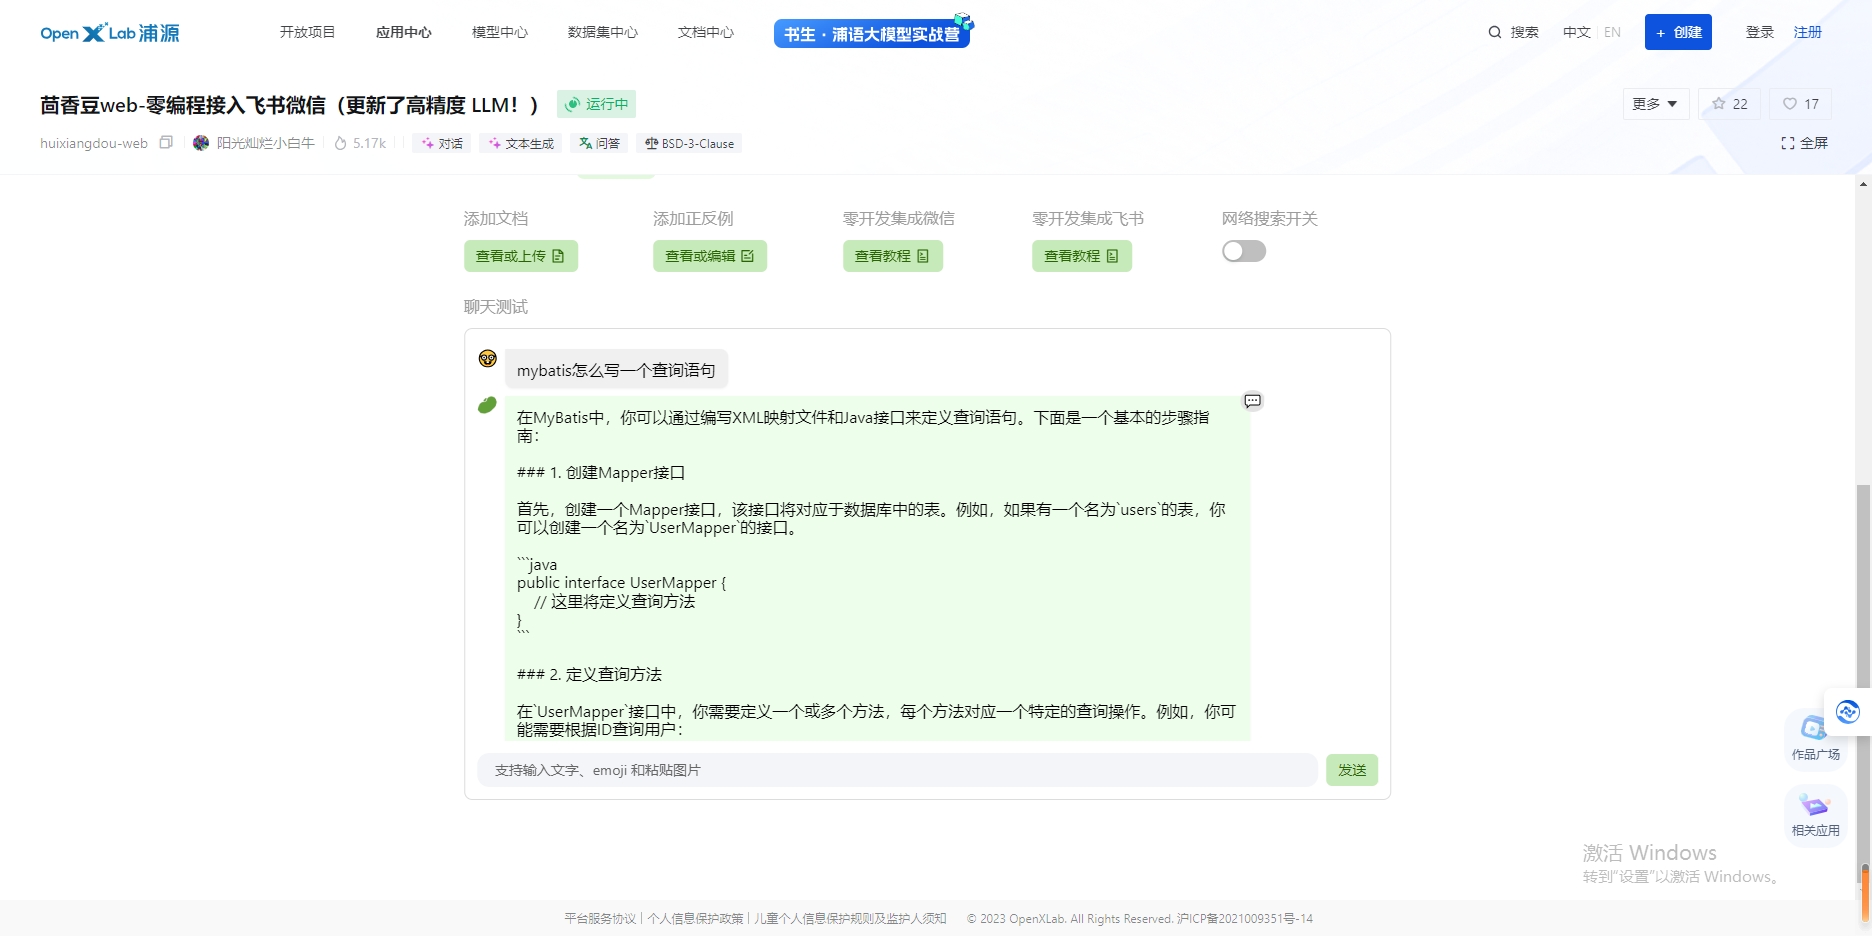 OpenXLab浦源
开放项目
应用中心
模型中心
数据集中心
文档中心
书生·浦语大模型实战营
搜索
中文 | EN
+ 创建
登录
注册
茴香豆web-零编程接入飞书微信（更新了高精度 LLM！）
运行中
更多
22
17
huixiangdou-web
阳光灿烂小白牛
5.17k
对话
文本生成
问答
BSD-3-Clause
全屏
添加文档
添加正反例
零开发集成微信
零开发集成飞书
网络搜索开关
查看或上传
查看或编辑
查看教程
查看教程
聊天测试
mybatis怎么写一个查询语句
在MyBatis中，你可以通过编写XML映射文件和Java接口来定义查询语句。下面是一个基本的步骤指
南：
### 1. 创建Mapper接口
首先，创建一个Mapper接口，该接口将对应于数据库中的表。例如，如果有一个名为`users`的表，你
可以创建一个名为`UserMapper`的接口。
```java
public interface UserMapper {
// 这里将定义查询方法
}
```
### 2. 定义查询方法
在`UserMapper`接口中，你需要定义一个或多个方法，每个方法对应一个特定的查询操作。例如，你可
能需要根据ID查询用户：
支持输入文字、emoji 和粘贴图片
发送
作品广场
相关应用
激活 Windows
转到"设置"以激活 Windows。
平台服务协议 | 个人信息保护政策 | 儿童个人信息保护规则及监护人须知 © 2023 OpenXLab. All Rights Reserved. 沪ICP备2021009351号-14